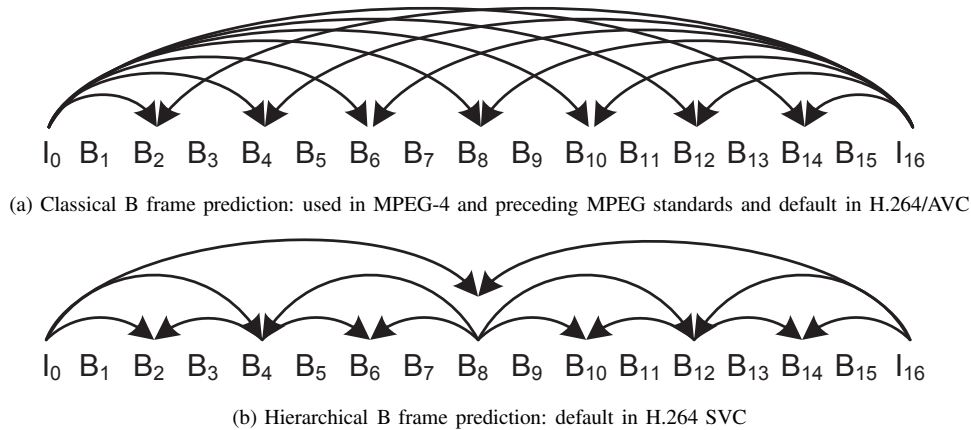 I0 B1 B2 B3 B4 B5 B6 B7 B8 B9 B10 B11 B12 B13 B14 B15 I16
(a) Classical B frame prediction: used in MPEG-4 and preceding MPEG standards and default in H.264/AVC
I0 B1 B2 B3 B4 B5 B6 B7 B8 B9 B10 B11 B12 B13 B14 B15 I16
(b) Hierarchical B frame prediction: default in H.264 SVC